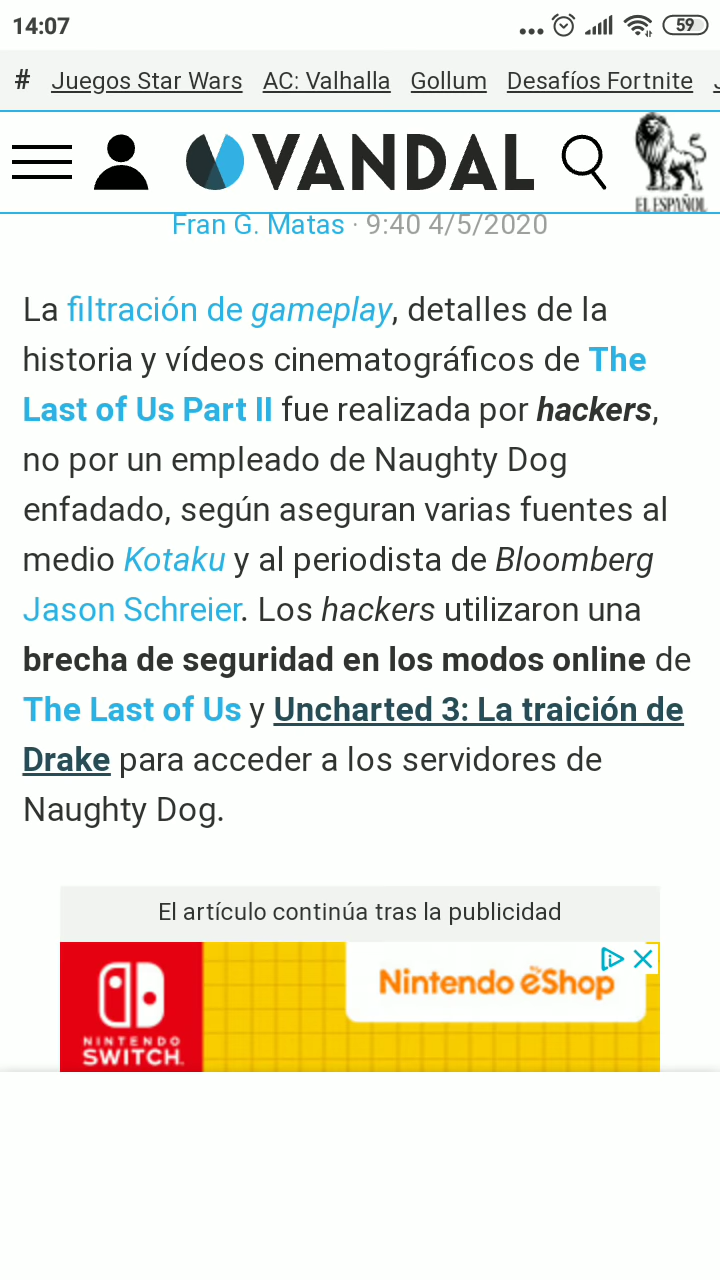 14:07
59
# Juegos Star Wars AC: Valhalla Gollum Desafíos Fortnite
VANDAL
EL ESPAÑOL
Fran G. Matas · 9:40 4/5/2020
La filtración de gameplay, detalles de la
historia y vídeos cinematográficos de The
Last of Us Part II fue realizada por hackers,
no por un empleado de Naughty Dog
enfadado, según aseguran varias fuentes al
medio Kotaku y al periodista de Bloomberg
Jason Schreier. Los hackers utilizaron una
brecha de seguridad en los modos online de
The Last of Us y Uncharted 3: La traición de
Drake para acceder a los servidores de
Naughty Dog.
El artículo continúa tras la publicidad
Nintendo eShop
NINTENDO
SWITCH